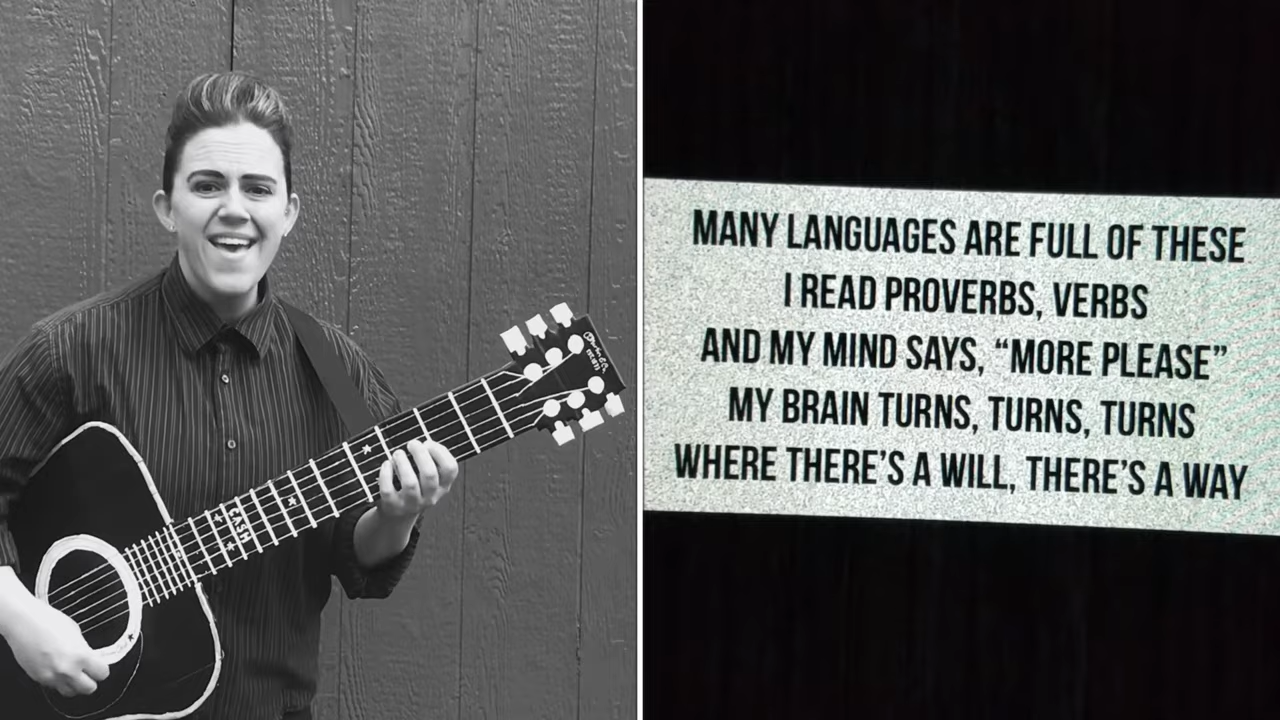 CASH
MANY LANGUAGES ARE FULL OF THESE
I READ PROVERBS, VERBS
AND MY MIND SAYS, “MORE PLEASE”
MY BRAIN TURNS, TURNS, TURNS
WHERE THERE’S A WILL, THERE’S A WAY